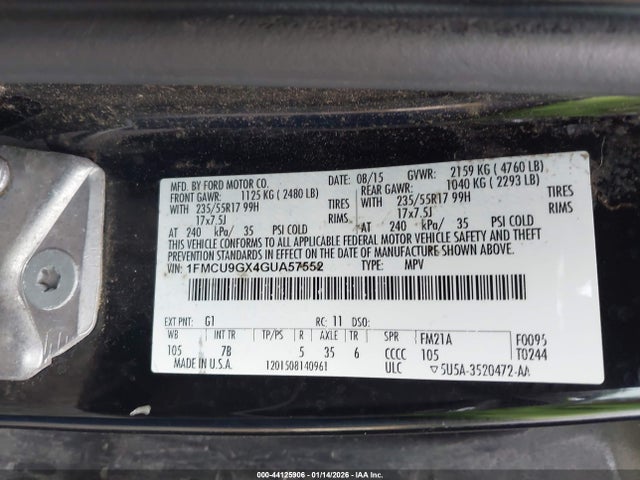 MFD. BY FORD MOTOR CO.
DATE: 08/15 GVWR: 2159 KG ( 4760 LB)
FRONT GAWR: 1125 KG ( 2480 LB) REAR GAWR: 1040 KG ( 2293 LB)
WITH 235/55R17 99H TIRES WITH 235/55R17 99H TIRES
17x7.5J RIMS 17x7.5J RIMS
AT 240 kPa/ 35 PSI COLD AT 240 kPa/ 35 PSI COLD
THIS VEHICLE CONFORMS TO ALL APPLICABLE FEDERAL MOTOR VEHICLE SAFETY AND BUMPER
STANDARDS AND THEFT PREVENTION STANDARD IN EFFECT ON THE DATE OF MANUFACTURE SHOWN ABOVE.
VIN: 1FMCU9GX4GUA57552 TYPE: MPV
EXT PNT: G1 RC: 11 DSO:
WB INT TR TP/PS R AXLE TR SPR FM21A F0095
105 7B 5 35 6 CCCC 105 T0244
MADE IN U.S.A. 1201508140961 ULC ▽5U5A-3520472-AA
000-44125906 - 01/14/2026 - IAA Inc.